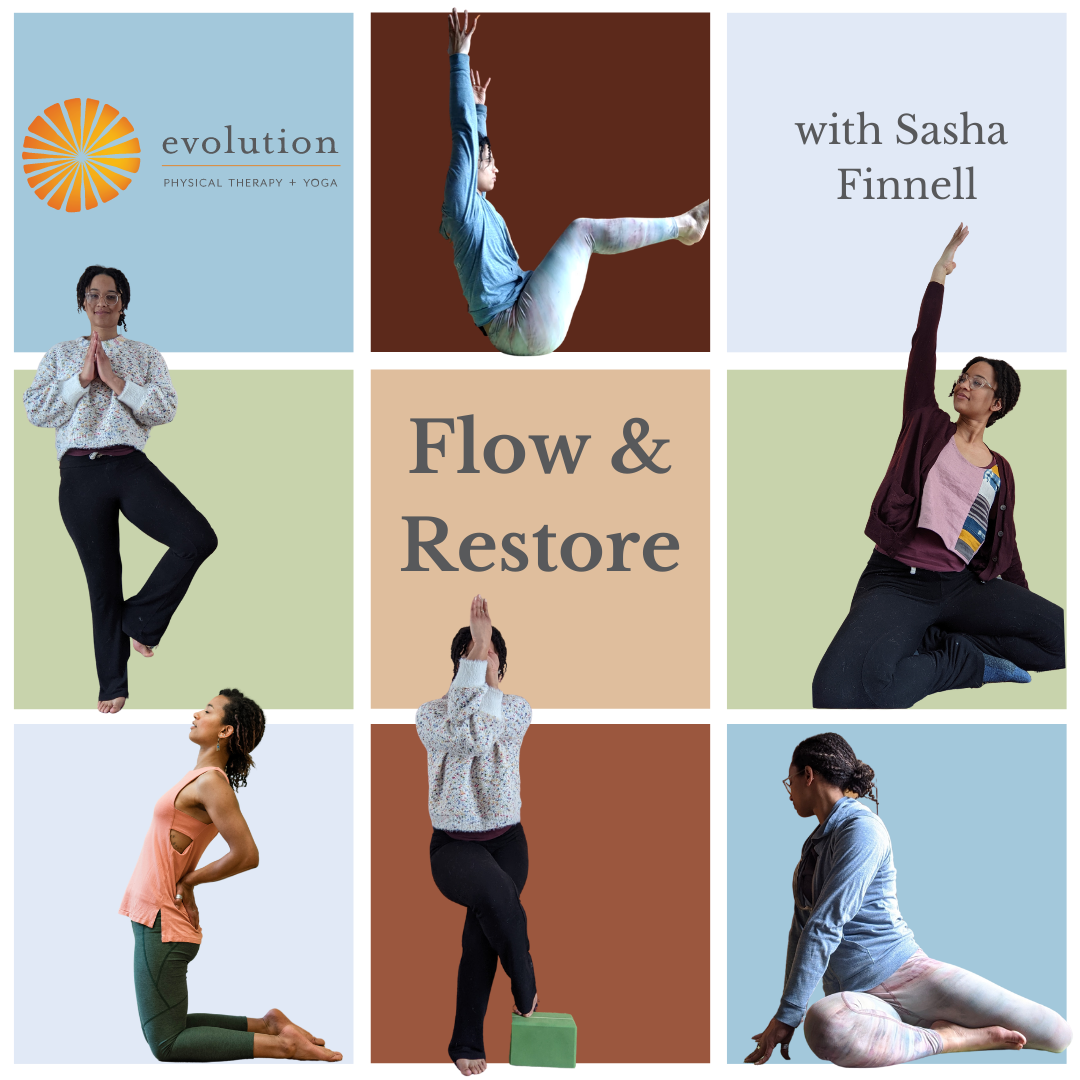 evolution
PHYSICAL THERAPY + YOGA
with Sasha
Finnell
Flow &
Restore